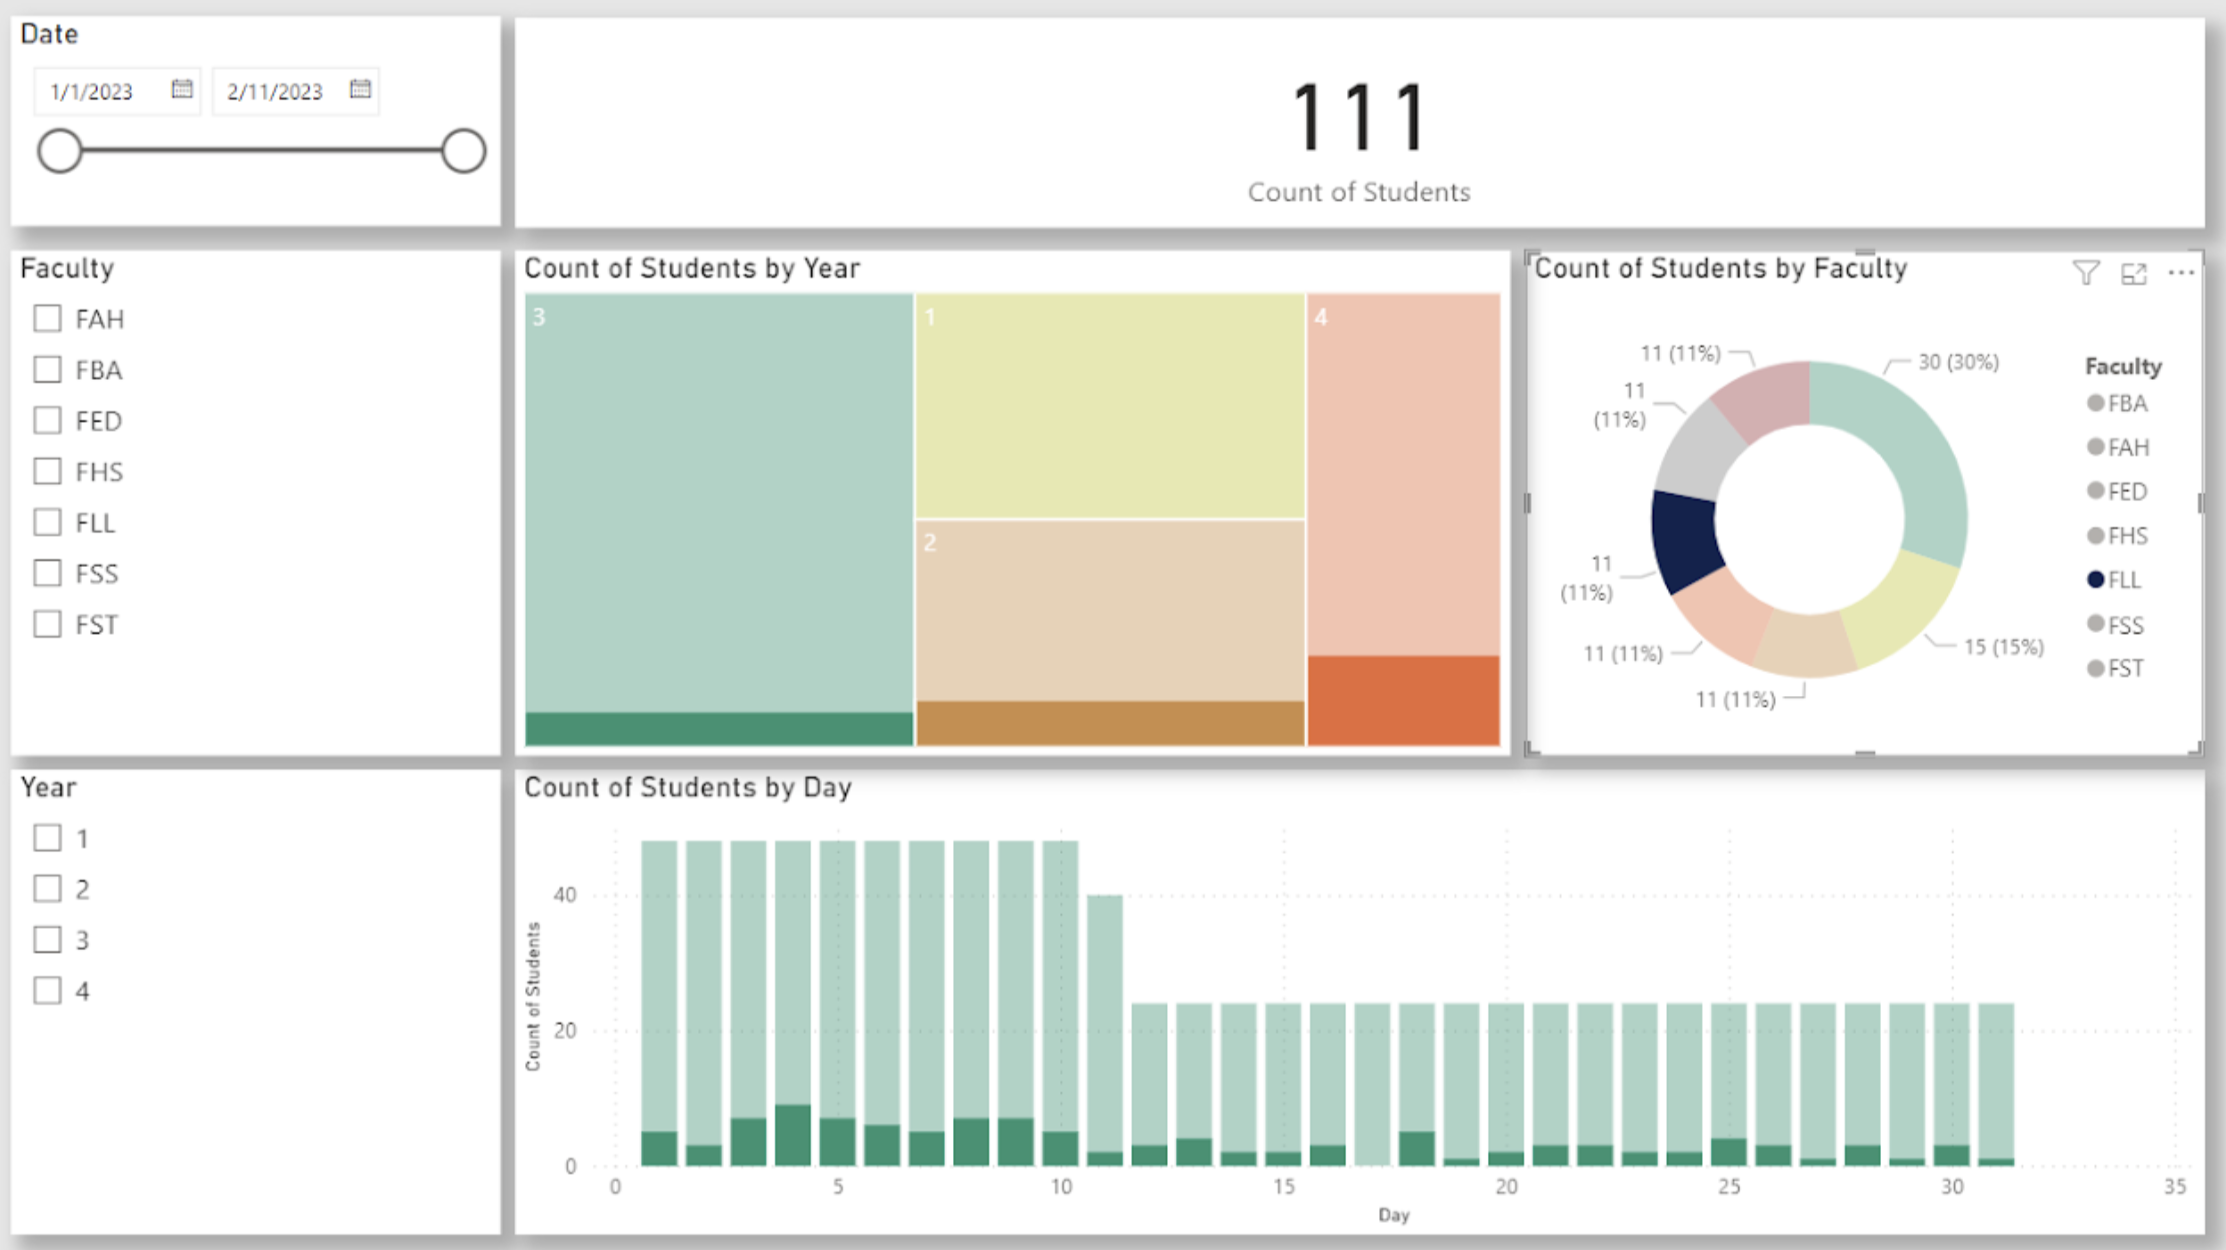 Date
1/1/2023
2/11/2023
111
Count of Students
Faculty
FAH
FBA
FED
FHS
FLL
FSS
FST
Count of Students by Year
3
1
4
2
Count of Students by Faculty
11 (11%)
30 (30%)
11
(11%)
11
(11%)
11 (11%)
15 (15%)
11 (11%)
Faculty
FBA
FAH
FED
FHS
FLL
FSS
FST
Year
1
2
3
4
Count of Students by Day
Count of Students
40
20
0
0 5 10 15 20 25 30 35
Day